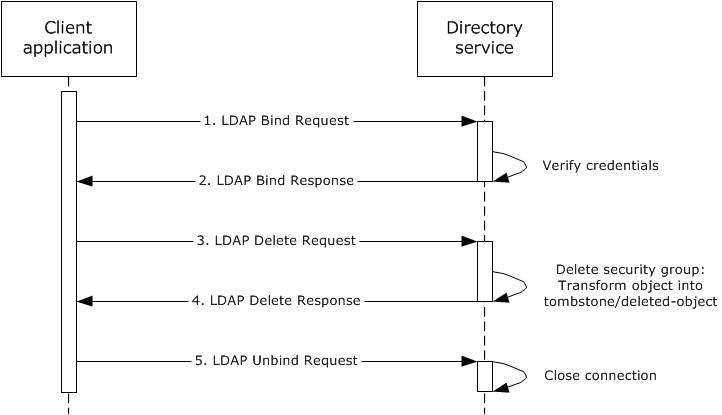 Client
application
Directory
service
1. LDAP Bind Request
Verify credentials
2. LDAP Bind Response
3. LDAP Delete Request
Delete security group:
Transform object into
tombstone/deleted-object
4. LDAP Delete Response
5. LDAP Unbind Request
Close connection